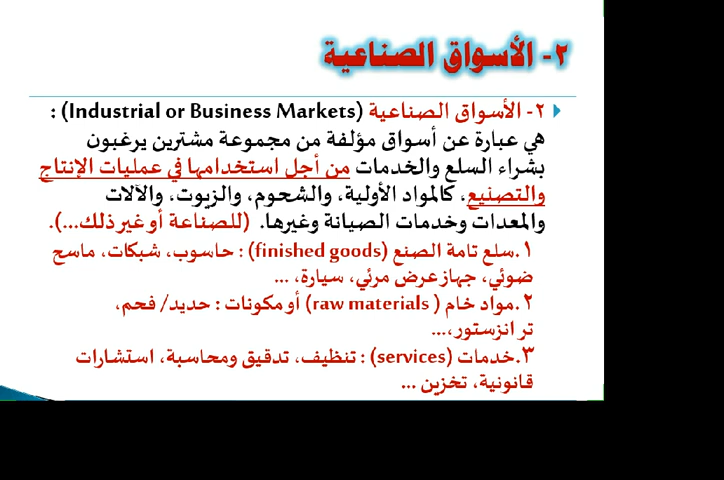 ٢- الأسواق الصناعية
٢- الأسواق الصناعية (Industrial or Business Markets) :
هي عبارة عن أسواق مؤلفة من مجموعة مشترين يرغبون
بشراء السلع والخدمات من أجل استخدامها في عمليات الإنتاج
والتصنيع، كالمواد الأولية، والشحوم، والزيوت، والآلات
والمعدات وخدمات الصيانة وغيرها. (للصناعة أو غير ذلك...).
١.سلع تامة الصنع (finished goods) : حاسوب، شبكات، ماسح
ضوئي، جهاز عرض مرئي، سيارة، ...
٢.مواد خام ( raw materials) أو مكونات : حديد/ فحم،
تر انزستور،...
٣.خدمات (services) : تنظيف، تدقيق ومحاسبة، استشارات
قانونية، تخزين ...